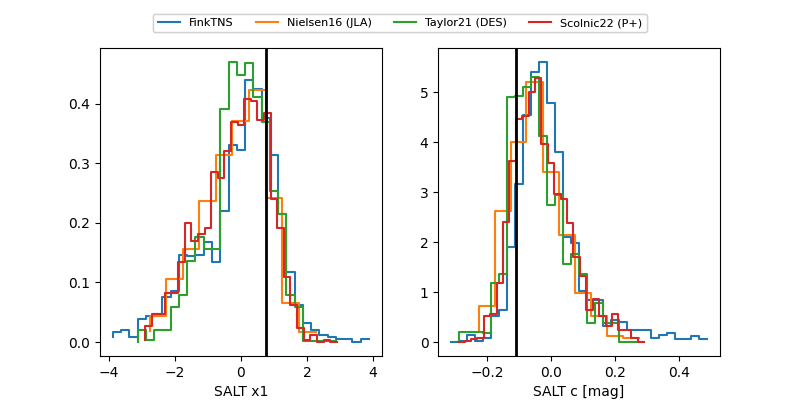 FinkTNS Nielsen16 (JLA) Taylor21 (DES) Scolnic22 (P+)
0.4
0.3
0.2
0.1
0.0
−4 −2 0 2 4
SALT x1
5
4
3
2
1
0
−0.2 0.0 0.2 0.4
SALT c [mag]